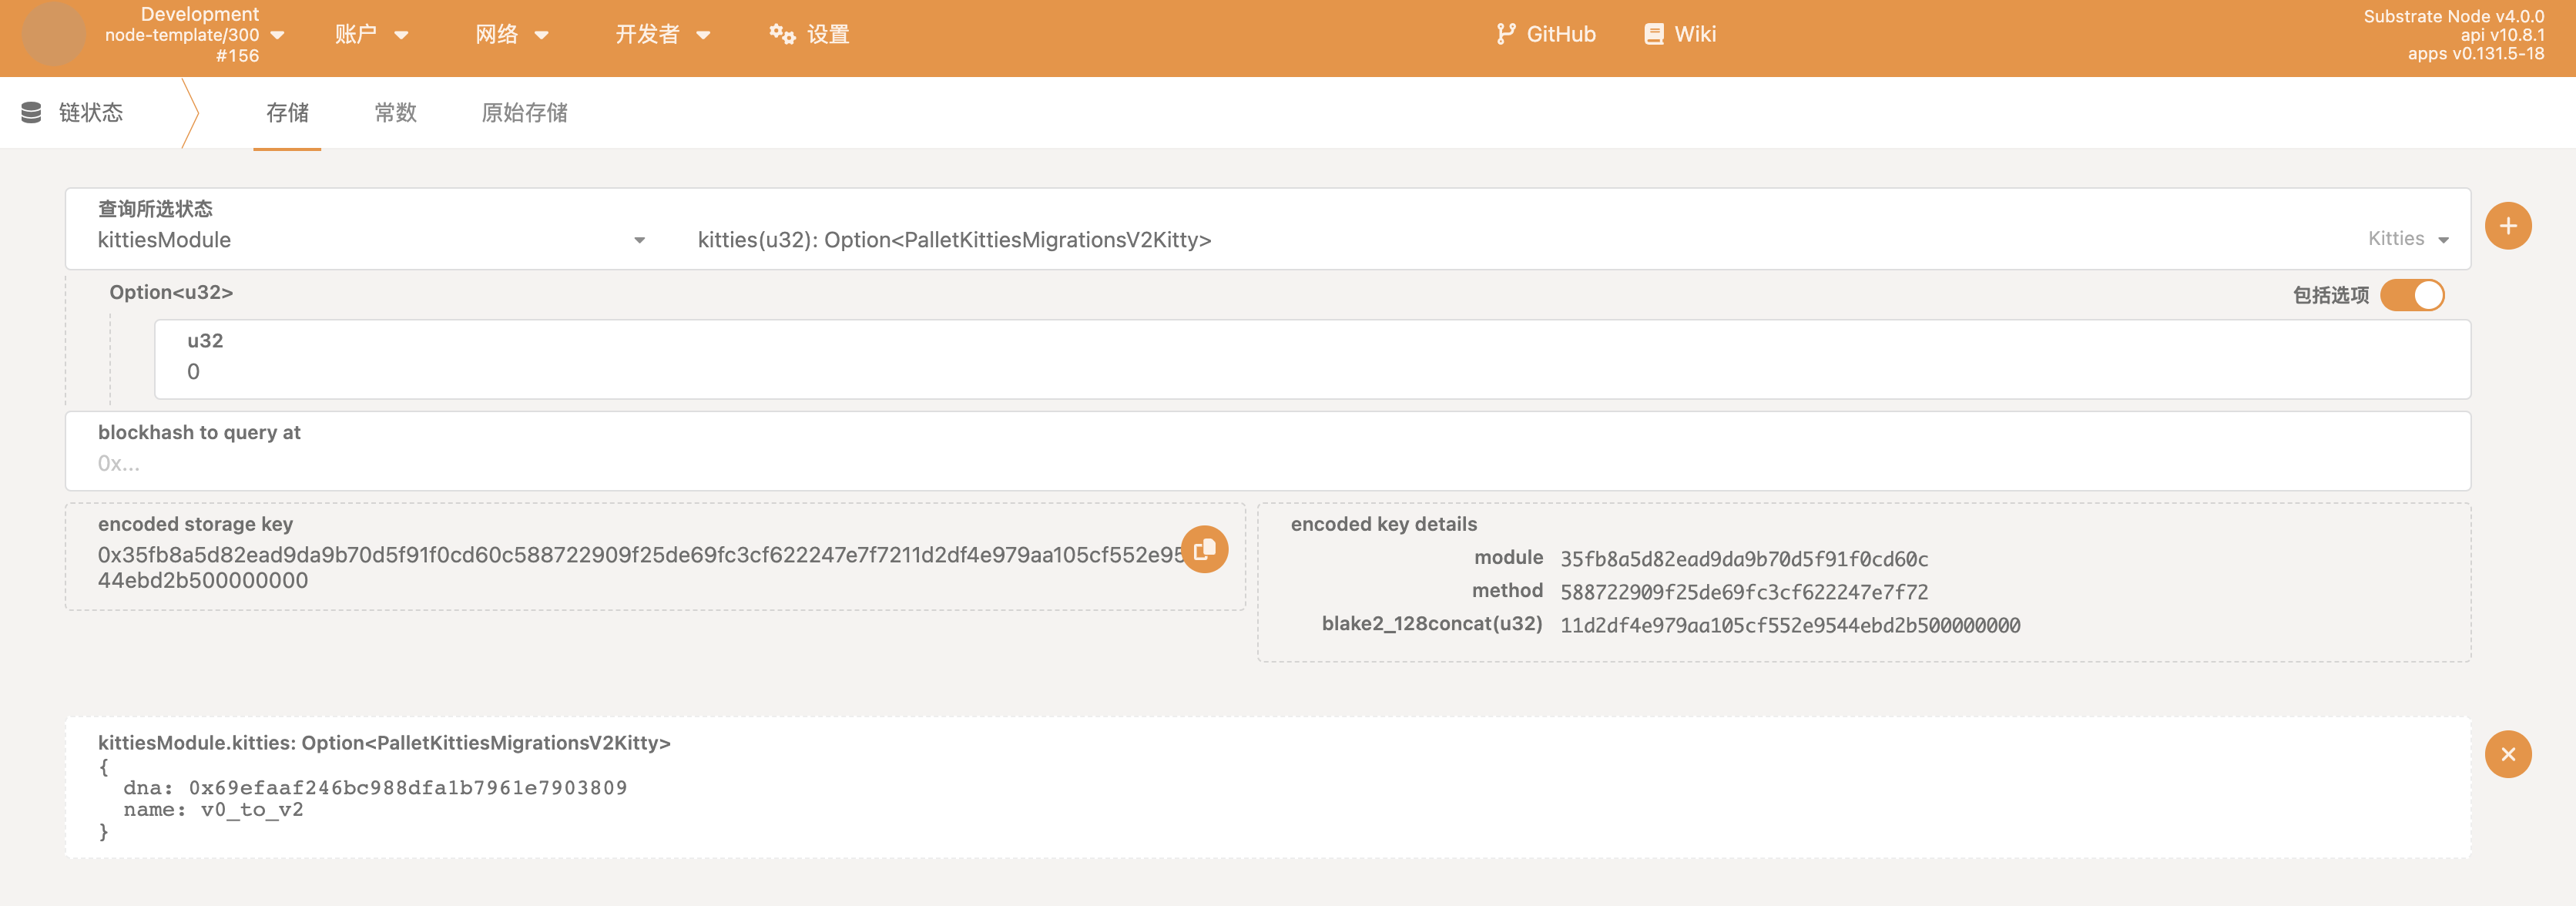 Development
node-template/300
#156
账户
网络
开发者
设置
GitHub
Wiki
Substrate Node v4.0.0
api v10.8.1
apps v0.131.5-18
链状态
存储
常数
原始存储
查询所选状态
kittiesModule
kitties(u32): Option<PalletKittiesMigrationsV2Kitty>
Kitties
Option<u32>
包括选项
u32
0
blockhash to query at
0x...
encoded storage key
0x35fb8a5d82ead9da9b70d5f91f0cd60c588722909f25de69fc3cf622247e7f7211d2df4e979aa105cf552e95
44ebd2b500000000
encoded key details
module 35fb8a5d82ead9da9b70d5f91f0cd60c
method 588722909f25de69fc3cf622247e7f72
blake2_128concat(u32) 11d2df4e979aa105cf552e9544ebd2b500000000
kittiesModule.kitties: Option<PalletKittiesMigrationsV2Kitty>
{
dna: 0x69efaaf246bc988dfa1b7961e7903809
name: v0_to_v2
}